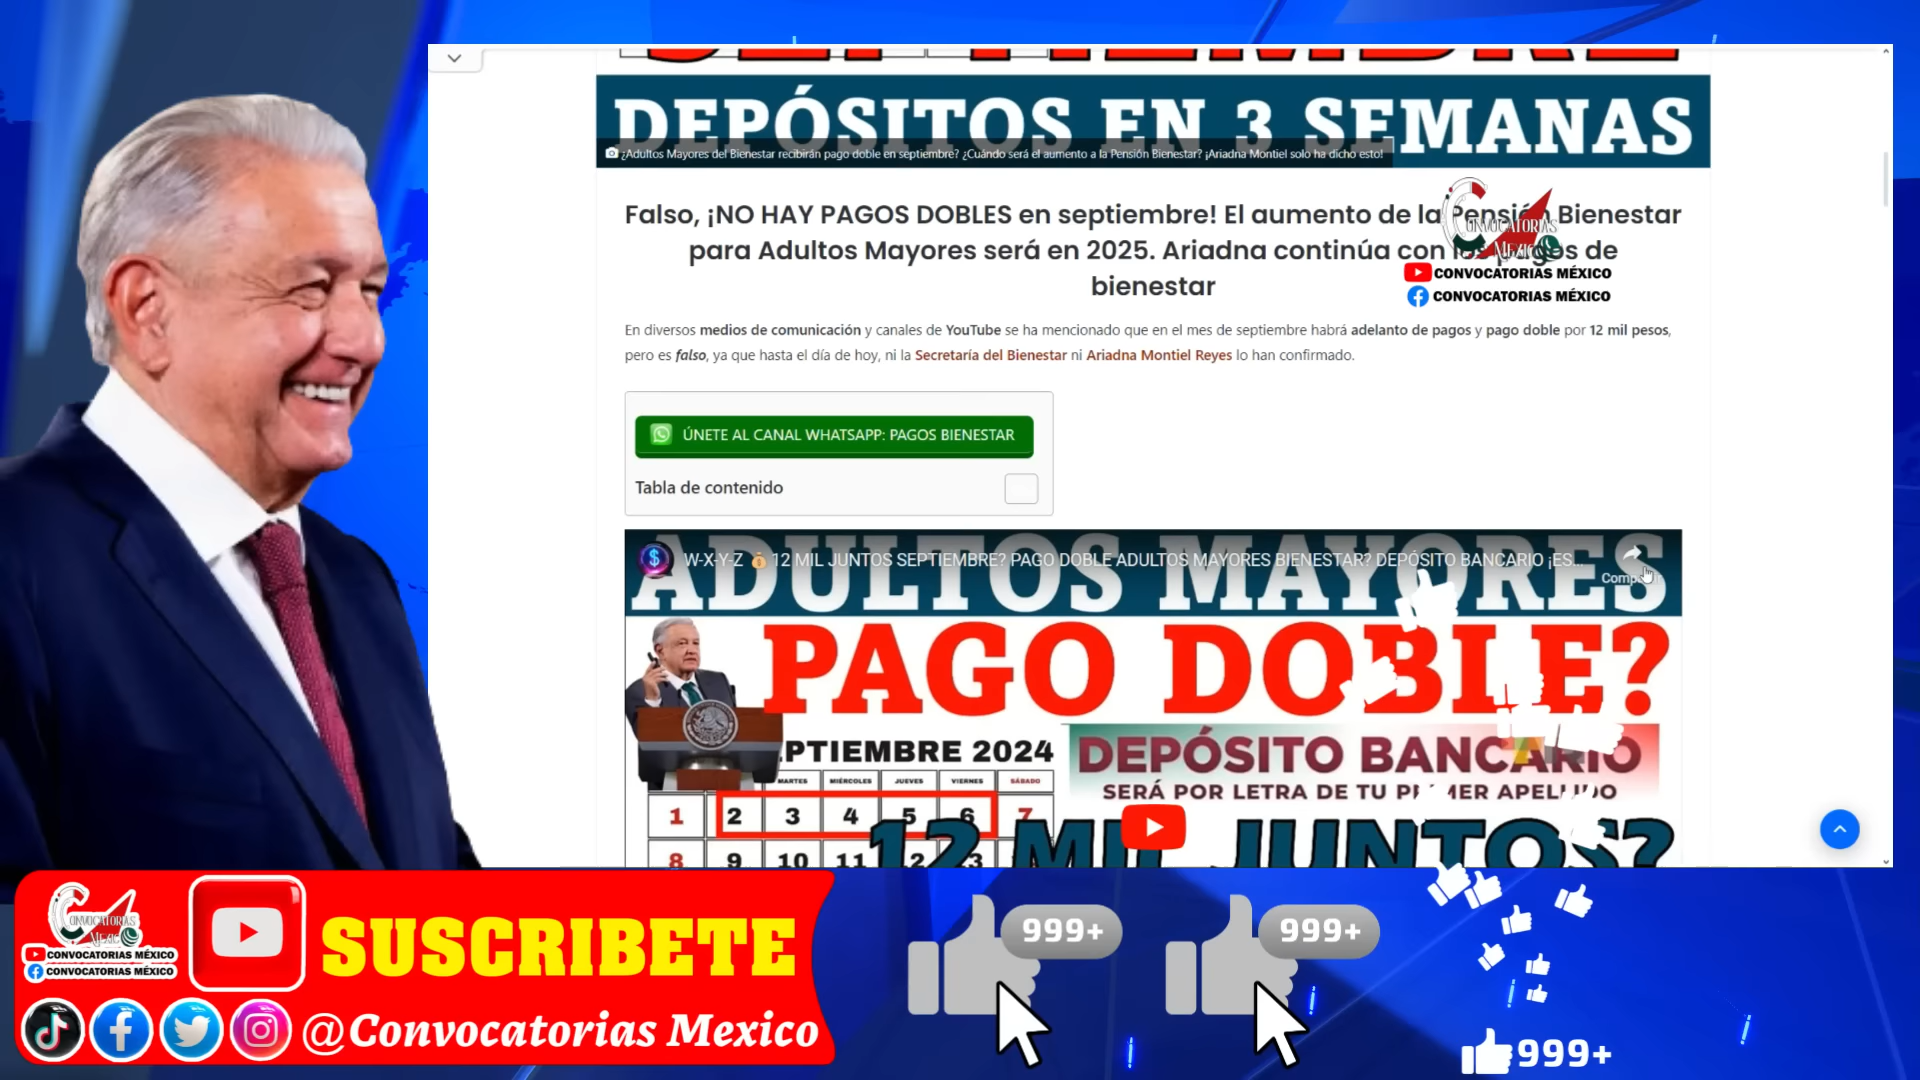 DEPÓSITOS EN 3 SEMANAS
¿Adultos Mayores del Bienestar recibirán pago doble en septiembre? ¿Cuándo será el aumento a la Pensión Bienestar? ¡Ariadna Montiel solo ha dicho esto!
Falso, ¡NO HAY PAGOS DOBLES en septiembre! El aumento de la Pensión Bienestar
para Adultos Mayores será en 2025. Ariadna continúa con los pagos de
bienestar
CONVOCATORIAS
MÉXICO
CONVOCATORIAS MÉXICO
CONVOCATORIAS MÉXICO
En diversos medios de comunicación y canales de YouTube se ha mencionado que en el mes de septiembre habrá adelanto de pagos y pago doble por 12 mil pesos,
pero es falso, ya que hasta el día de hoy, ni la Secretaría del Bienestar ni Ariadna Montiel Reyes lo han confirmado.
ÚNETE AL CANAL WHATSAPP: PAGOS BIENESTAR
Tabla de contenido
W-X-Y-Z 💰 12 MIL JUNTOS SEPTIEMBRE? PAGO DOBLE ADULTOS MAYORES BIENESTAR? DEPÓSITO BANCARIO ¡ES...
ADULTOS MAYORES
PAGO DOBLE?
PTIEMBRE 2024
MARTES MIÉRCOLES JUEVES VIERNES SÁBADO
1 2 3 4 5 6 7
8 9 10 11 12 13
DEPÓSITO BANCARIO
SERÁ POR LETRA DE TU PRIMER APELLIDO
12 MIL JUNTOS?
CONVOCATORIAS
CONVOCATORIAS MÉXICO
CONVOCATORIAS MÉXICO
SUSCRIBETE
@Convocatorias Mexico
999+
999+
999+